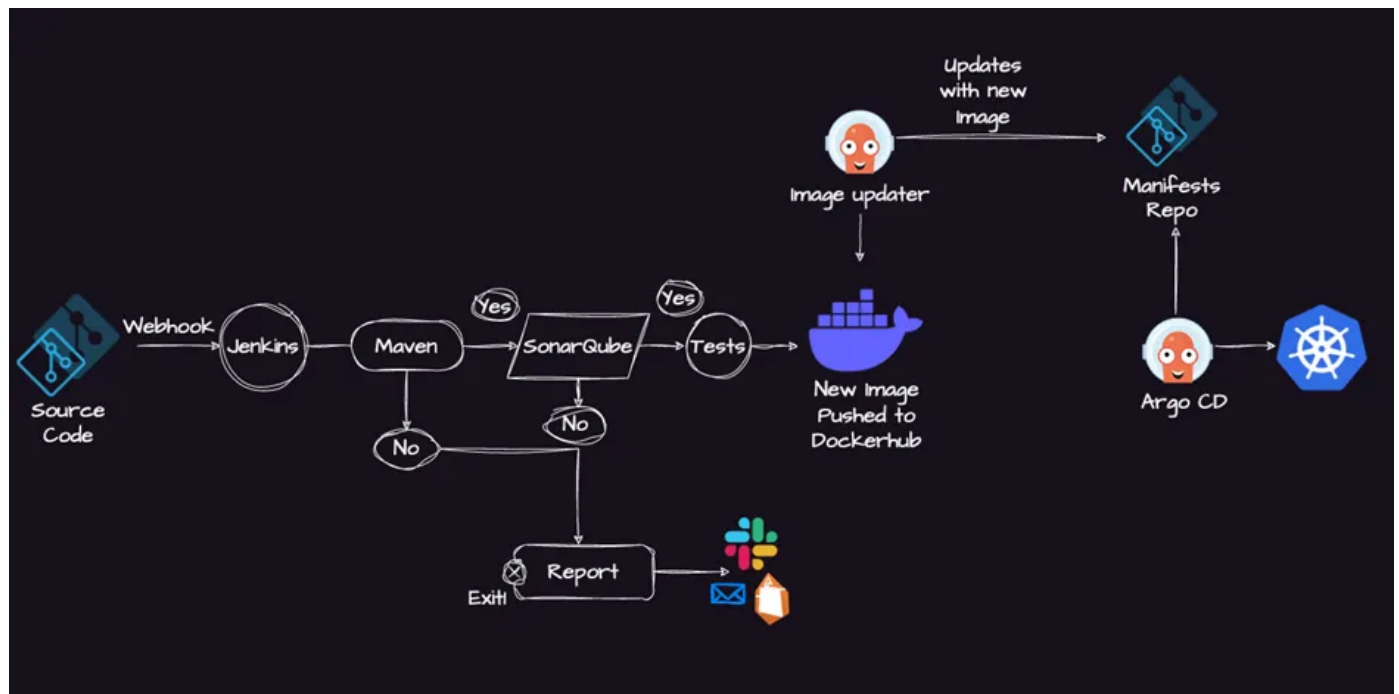 Updates
with new
Image
Image updater
Manifests
Repo
Webhook
Jenkins
Maven
Yes
SonarQube
Yes
Tests
Source
Code
No
No
New Image
Pushed to
Dockerhub
Argo CD
Report
Exit!